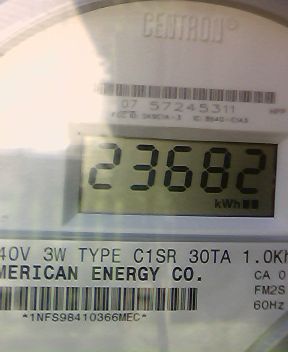 CENTRON®
07 57245311
23682
kWh
40V 3W TYPE C1SR 30TA 1.0Kh
MERICAN ENERGY CO.
CA 0
FM2S
60Hz
*1NFS98410366MEC*